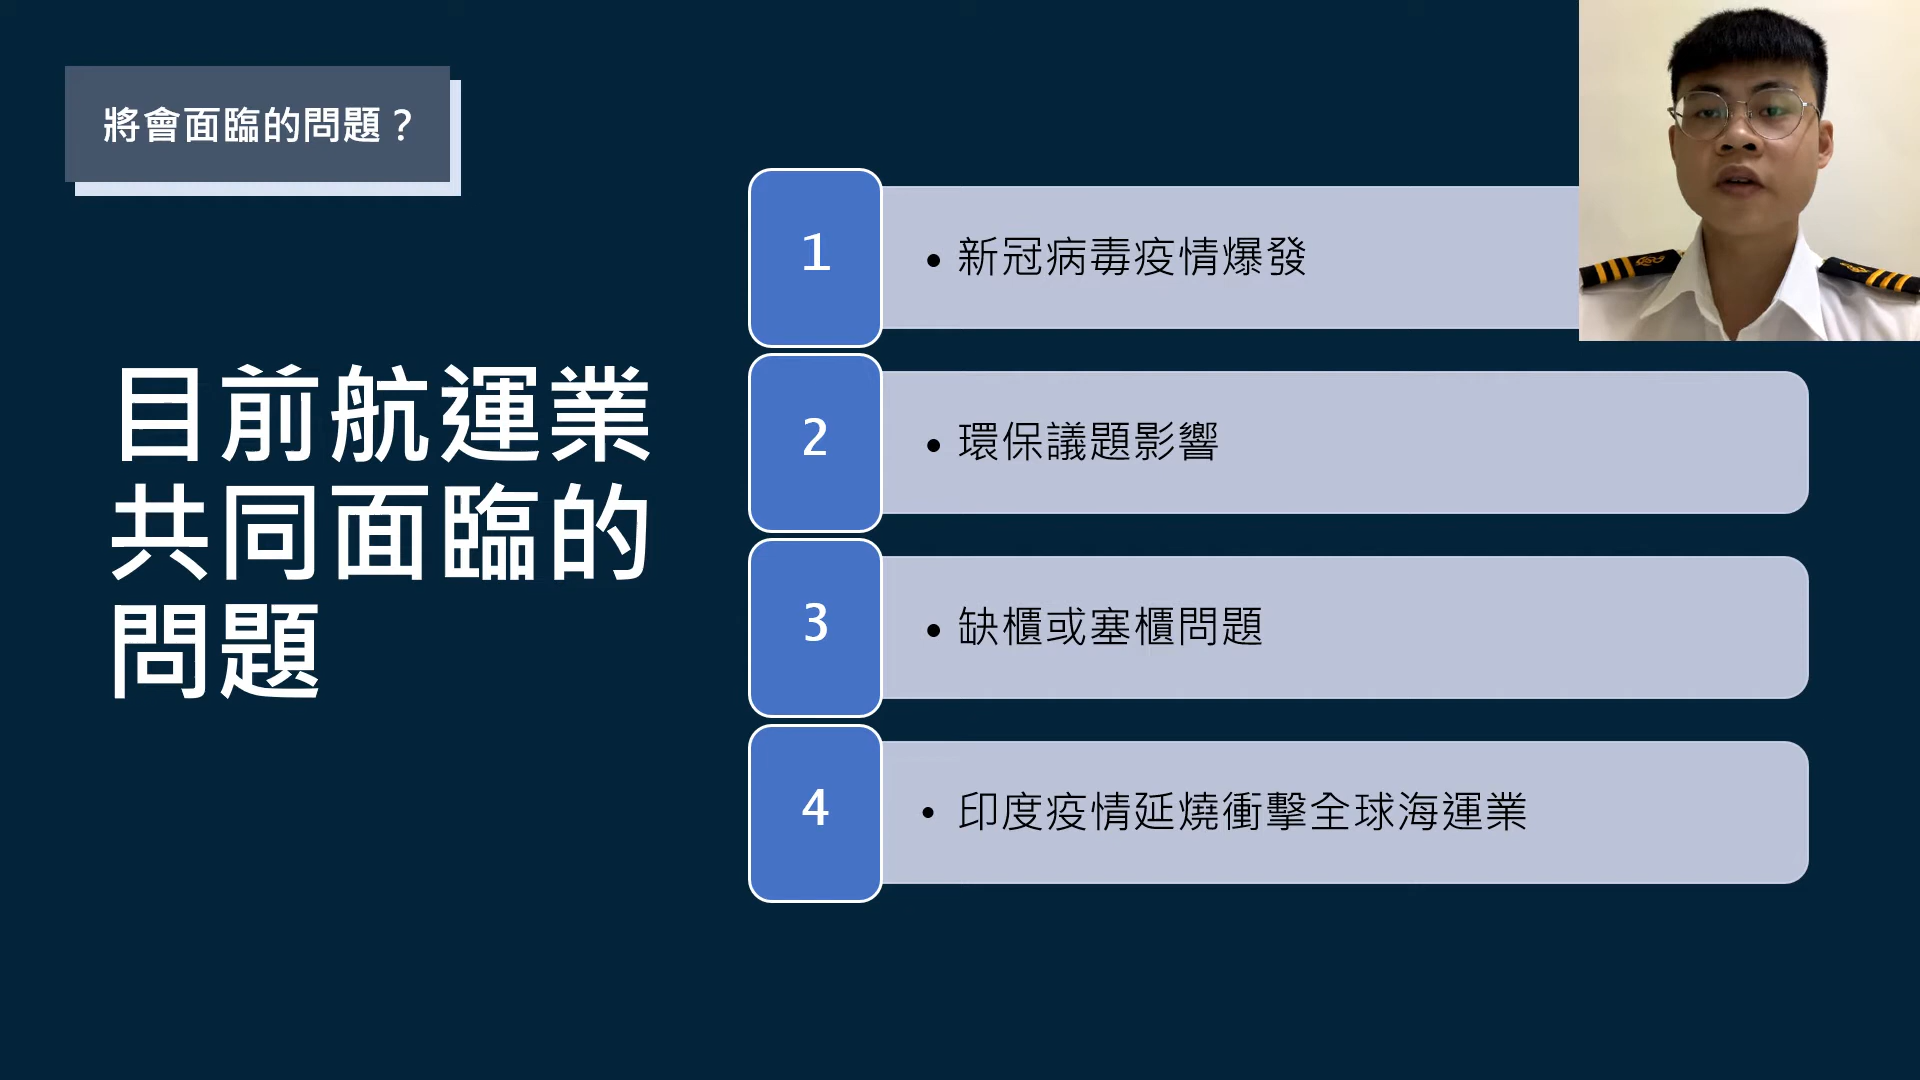 將會面臨的問題？
目前航運業
共同面臨的
問題
1
• 新冠病毒疫情爆發
2
• 環保議題影響
3
• 缺櫃或塞櫃問題
4
• 印度疫情延燒衝擊全球海運業